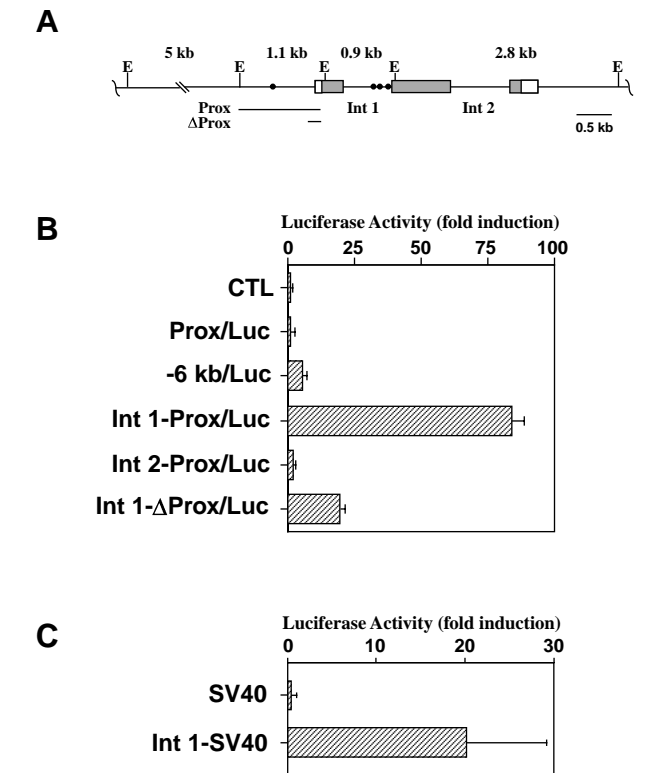 A
5 kb 1.1 kb 0.9 kb 2.8 kb
E E E E E
Prox Int 1 Int 2
ΔProx 0.5 kb
B
Luciferase Activity (fold induction)
0 25 50 75 100
CTL
Prox/Luc
-6 kb/Luc
Int 1-Prox/Luc
Int 2-Prox/Luc
Int 1-ΔProx/Luc
C
Luciferase Activity (fold induction)
0 10 20 30
SV40
Int 1-SV40